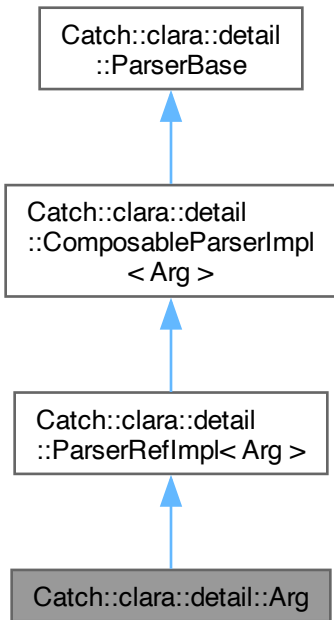 Catch::clara::detail
::ParserBase
Catch::clara::detail
::ComposableParserImpl
< Arg >
Catch::clara::detail
::ParserRefImpl< Arg >
Catch::clara::detail::Arg